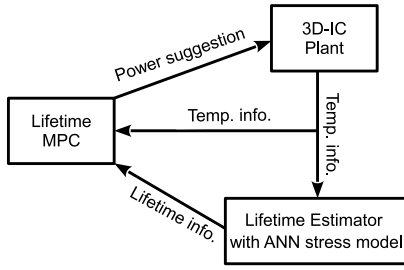 Power suggestion
3D-IC
Plant
Lifetime
MPC
Temp. info.
Temp. info.
Lifetime info.
Lifetime Estimator
with ANN stress model